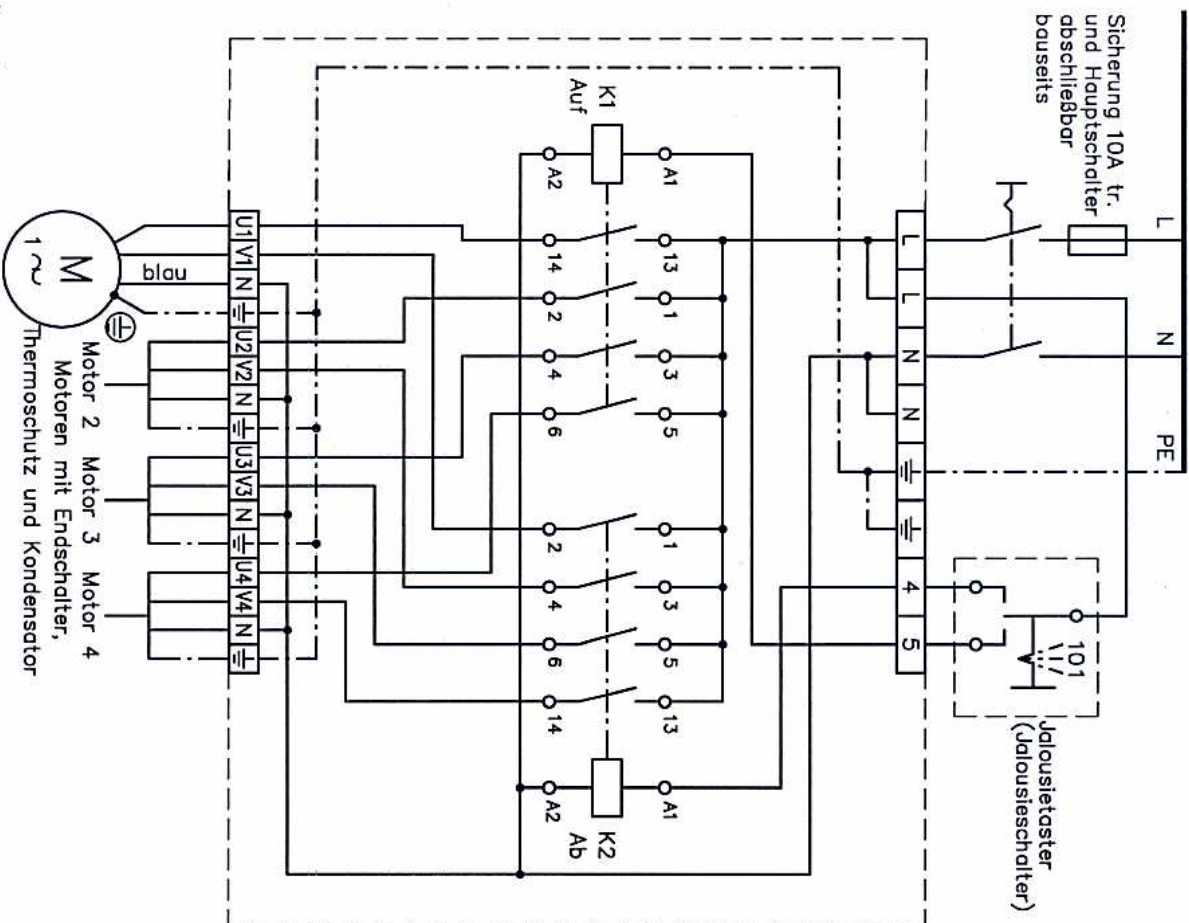 L
N
PE
Sicherung 10A tr.
und Hauptschalter
abschließbar
bauseits
101
Jalousietaster
(Jalousieschalter)
L
L
N
N
4
5
A1
13
1
3
5
1
3
5
13
A1
K1
Auf
K2
Ab
A2
14
2
4
6
2
4
6
14
A2
U1
V1
N
U2
V2
N
U3
V3
N
U4
V4
N
blau
M
1~
Motor 2
Motor 3
Motor 4
Motoren mit Endschalter,
Thermoschutz und Kondensator